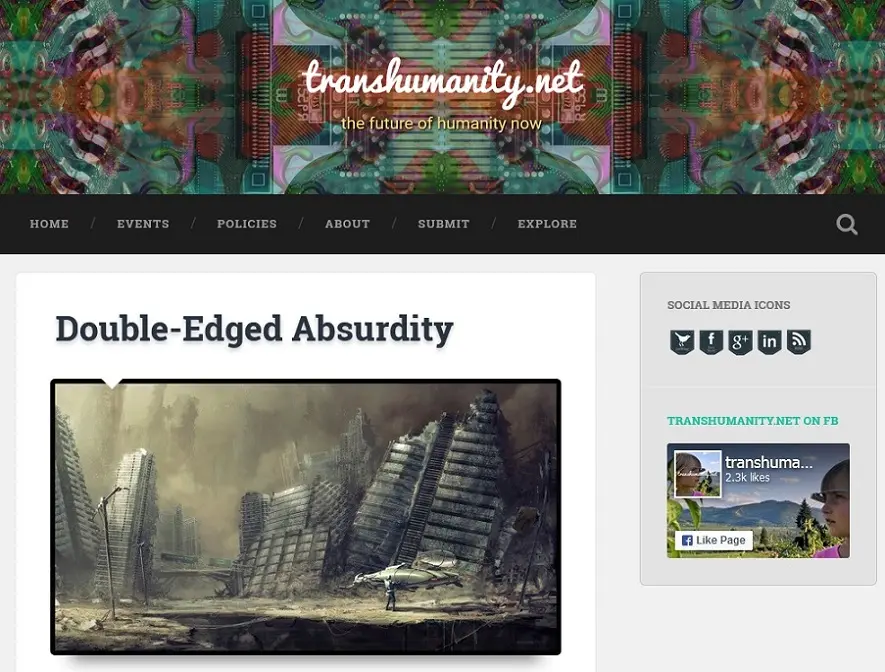 transhumanity.net
the future of humanity now
HOME / EVENTS / POLICIES / ABOUT / SUBMIT / EXPLORE
Double-Edged Absurdity
SOCIAL MEDIA ICONS
f g+ in
TRANSHUMANITY.NET ON FB
transhuma...
2.3k likes
f Like Page